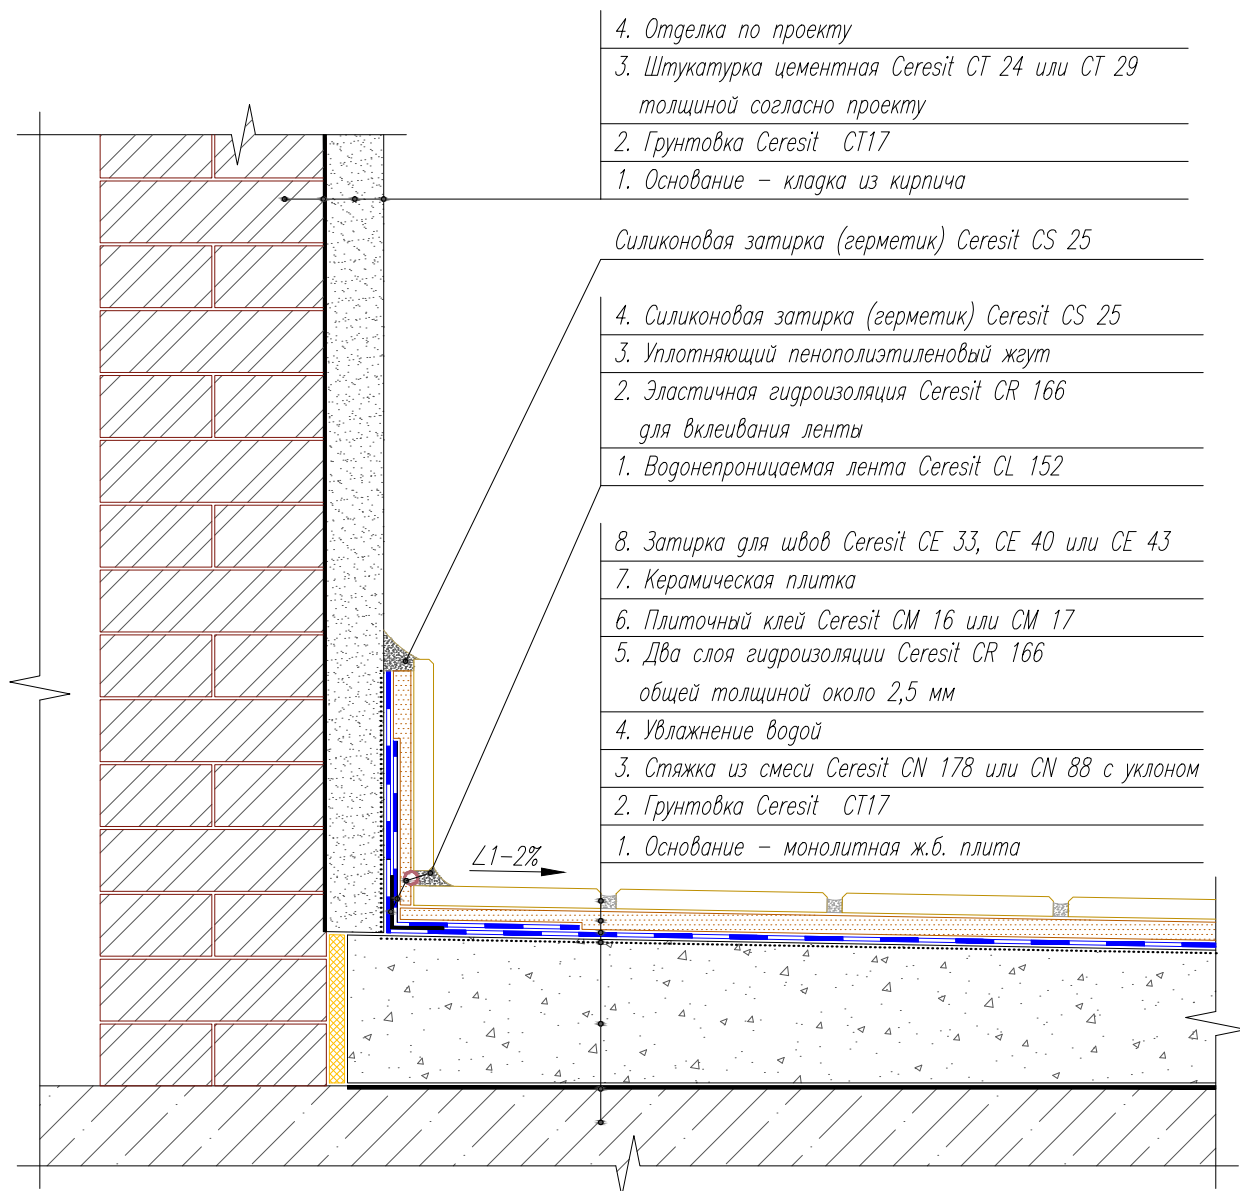 4. Отделка по проекту
3. Штукатурка цементная Ceresit CT 24 или CT 29
толщиной согласно проекту
2. Грунтовка Ceresit CT17
1. Основание – кладка из кирпича
Силиконовая затирка (герметик) Ceresit CS 25
4. Силиконовая затирка (герметик) Ceresit CS 25
3. Уплотняющий пенополиэтиленовый жгут
2. Эластичная гидроизоляция Ceresit CR 166
для вклеивания ленты
1. Водонепроницаемая лента Ceresit CL 152
8. Затирка для швов Ceresit CE 33, CE 40 или CE 43
7. Керамическая плитка
6. Плиточный клей Ceresit CM 16 или CM 17
5. Два слоя гидроизоляции Ceresit CR 166
общей толщиной около 2,5 мм
4. Увлажнение водой
3. Стяжка из смеси Ceresit CN 178 или CN 88 с уклоном
2. Грунтовка Ceresit CT17
1. Основание – монолитная ж.б. плита
∠1-2%